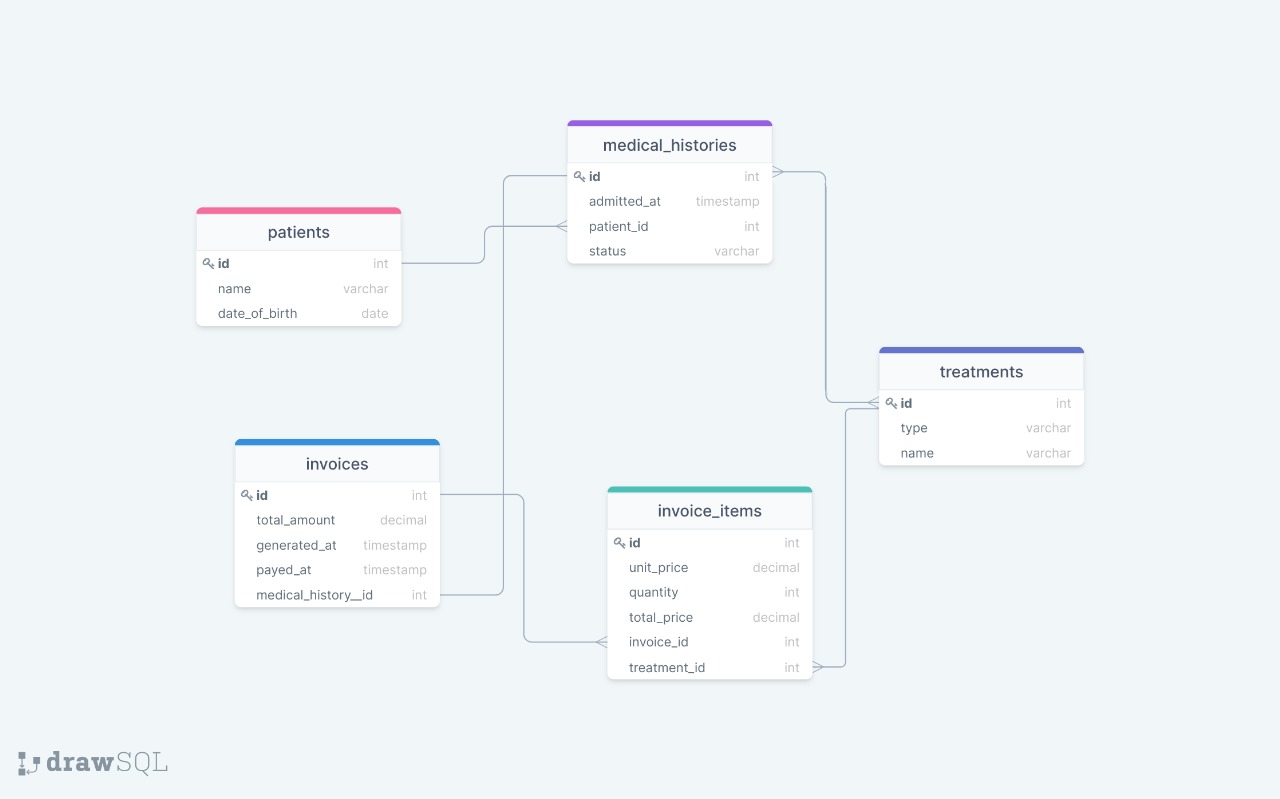 medical_histories
id int
admitted_at timestamp
patient_id int
status varchar
patients
id int
name varchar
date_of_birth date
treatments
id int
type varchar
name varchar
invoices
id int
total_amount decimal
generated_at timestamp
payed_at timestamp
medical_history__id int
invoice_items
id int
unit_price decimal
quantity int
total_price decimal
invoice_id int
treatment_id int
drawSQL